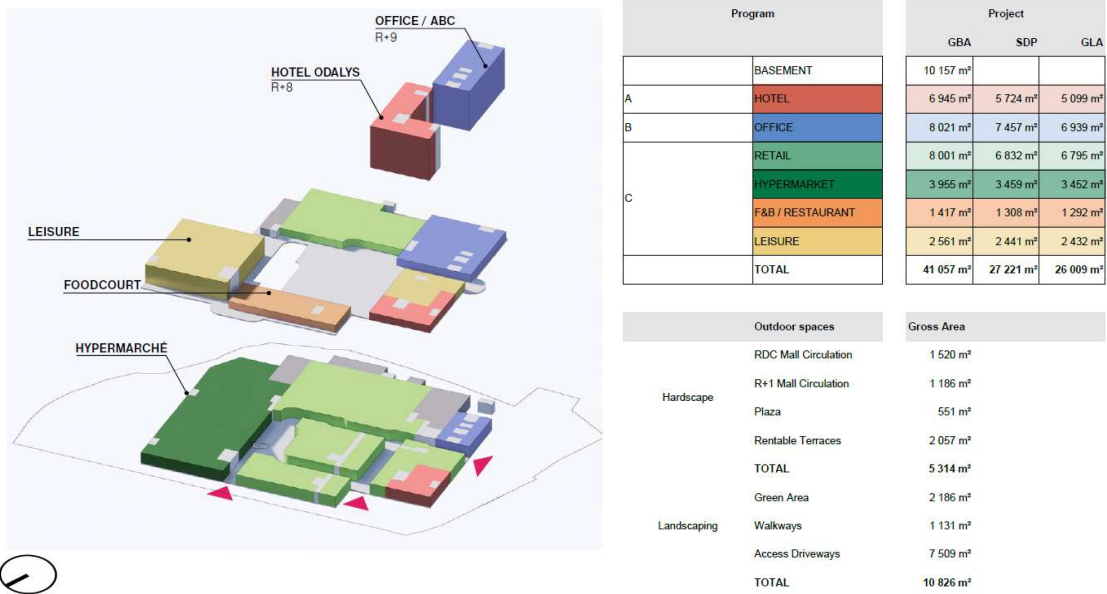 OFFICE / ABC
R+9
HOTEL ODALYS
R+8
LEISURE
FOODCOURT
HYPERMARCHÉ
Program Project
GBA SDP GLA
BASEMENT 10 157 m²
A HOTEL 6 945 m² 5 724 m² 5 099 m²
B OFFICE 8 021 m² 7 457 m² 6 939 m²
C
RETAIL 8 001 m² 6 832 m² 6 795 m²
HYPERMARKET 3 955 m² 3 459 m² 3 452 m²
F&B / RESTAURANT 1 417 m² 1 308 m² 1 292 m²
LEISURE 2 561 m² 2 441 m² 2 432 m²
TOTAL 41 057 m² 27 221 m² 26 009 m²
Outdoor spaces Gross Area
Hardscape
RDC Mall Circulation 1 520 m²
R+1 Mall Circulation 1 186 m²
Plaza 551 m²
Rentable Terraces 2 057 m²
TOTAL 5 314 m²
Landscaping
Green Area 2 186 m²
Walkways 1 131 m²
Access Driveways 7 509 m²
TOTAL 10 826 m²